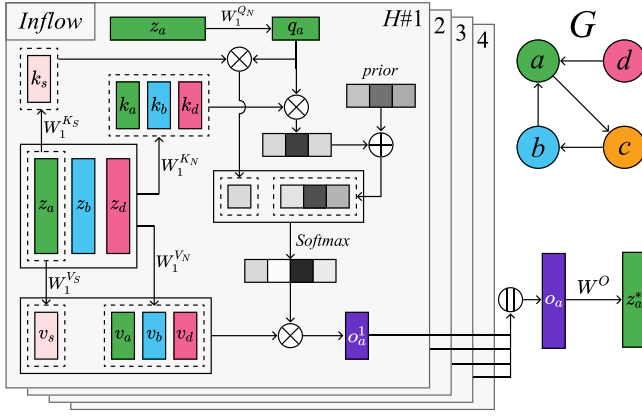 Inflow
z_a
W_1^{Q_N}
q_a
H#1
2
3
4
G
k_s
prior
a
d
W_1^{K_S}
k_a k_b k_d
W_1^{K_N}
b
c
z_a z_b z_d
Softmax
W_1^{V_S}
W_1^{V_N}
v_s
v_a v_b v_d
o_a^1
o_a
W^O
z_a^*